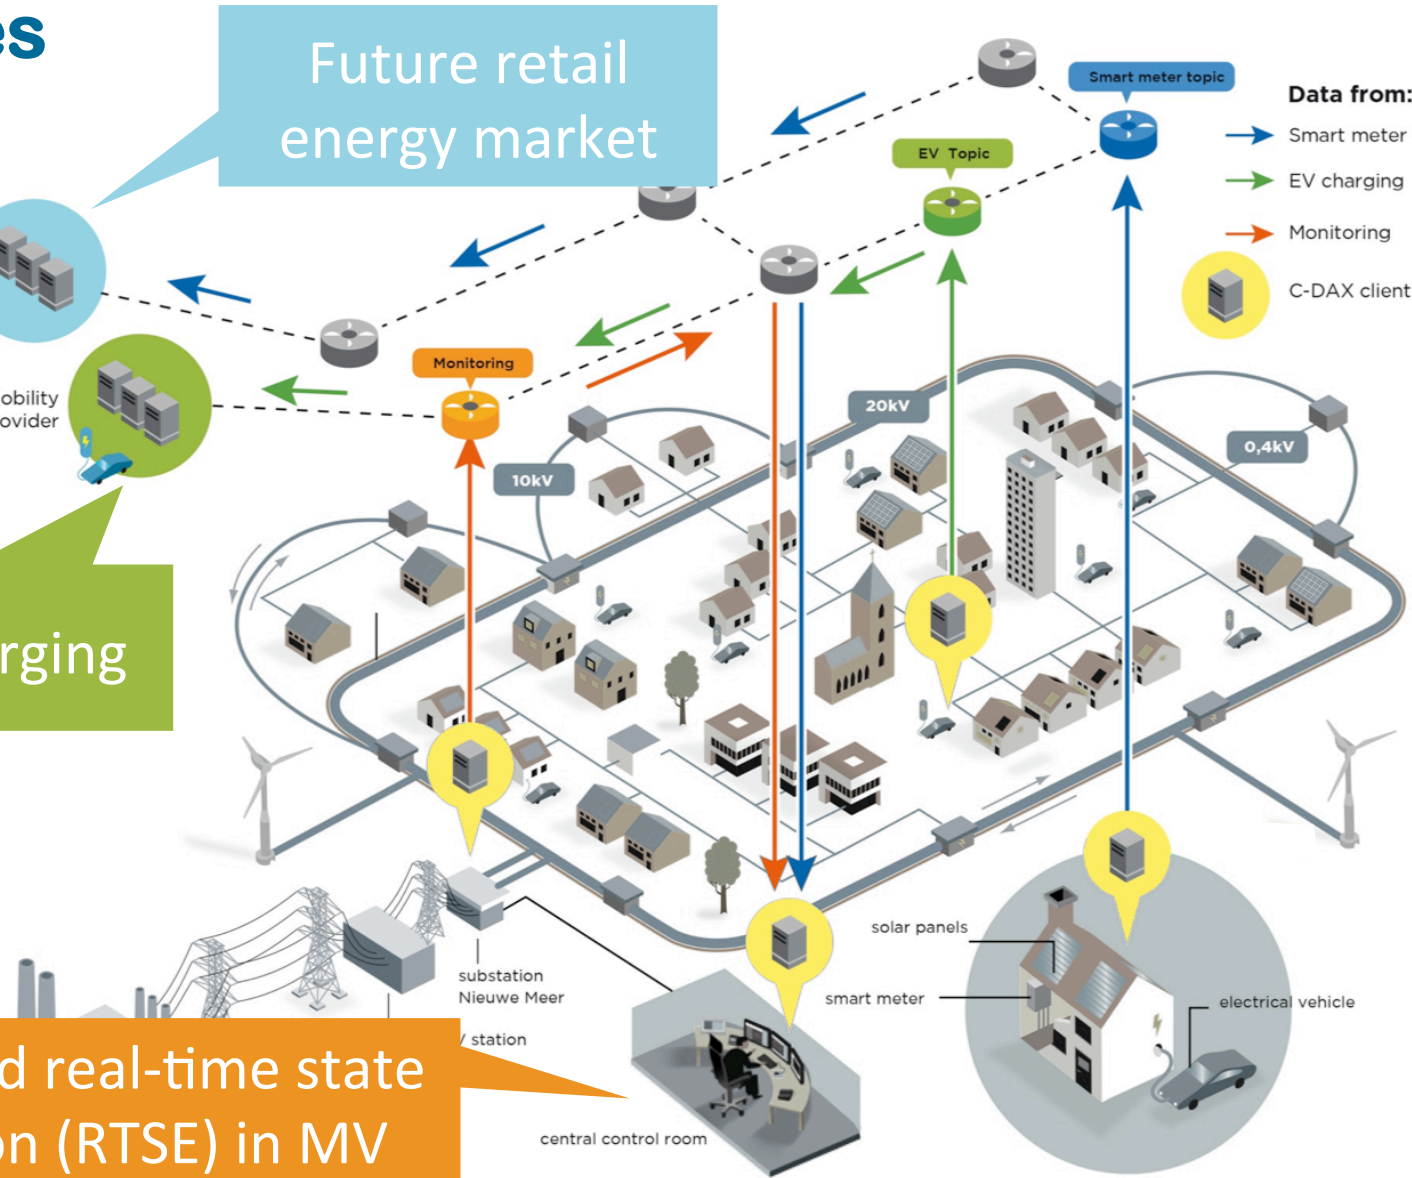 es
Future retail
energy market
Smart meter topic
Data from:
Smart meter
EV Topic
EV charging
Monitoring
C-DAX client
Monitoring
obility
ovider
20kV
0,4kV
10kV
rging
solar panels
substation
Nieuwe Meer
smart meter
electrical vehicle
/ station
d real-time state
on (RTSE) in MV
central control room